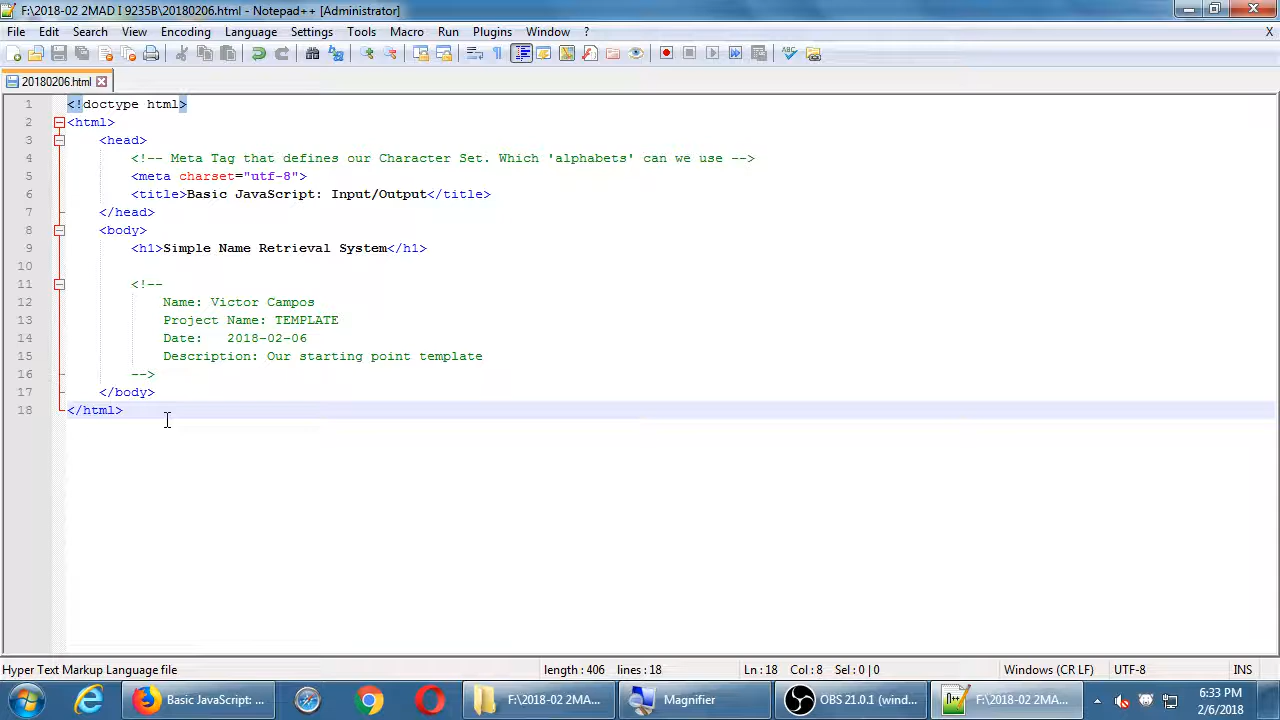 F:\2018-02 2MAD I 9235B\20180206.html - Notepad++ [Administrator]
File Edit Search View Encoding Language Settings Tools Macro Run Plugins Window ? X
20180206.html
1 <!doctype html>
2 <html>
3 <head>
4 <!-- Meta Tag that defines our Character Set. Which 'alphabets' can we use -->
5 <meta charset="utf-8">
6 <title>Basic JavaScript: Input/Output</title>
7 </head>
8 <body>
9 <h1>Simple Name Retrieval System</h1>
10
11 <!--
12 Name: Victor Campos
13 Project Name: TEMPLATE
14 Date: 2018-02-06
15 Description: Our starting point template
16 -->
17 </body>
18 </html>
Hyper Text Markup Language file length : 406 lines : 18 Ln : 18 Col : 8 Sel : 0 | 0 Windows (CR LF) UTF-8 INS
Basic JavaScript: ... F:\2018-02 2MA... Magnifier OBS 21.0.1 (wind... F:\2018-02 2MA... 6:33 PM
2/6/2018